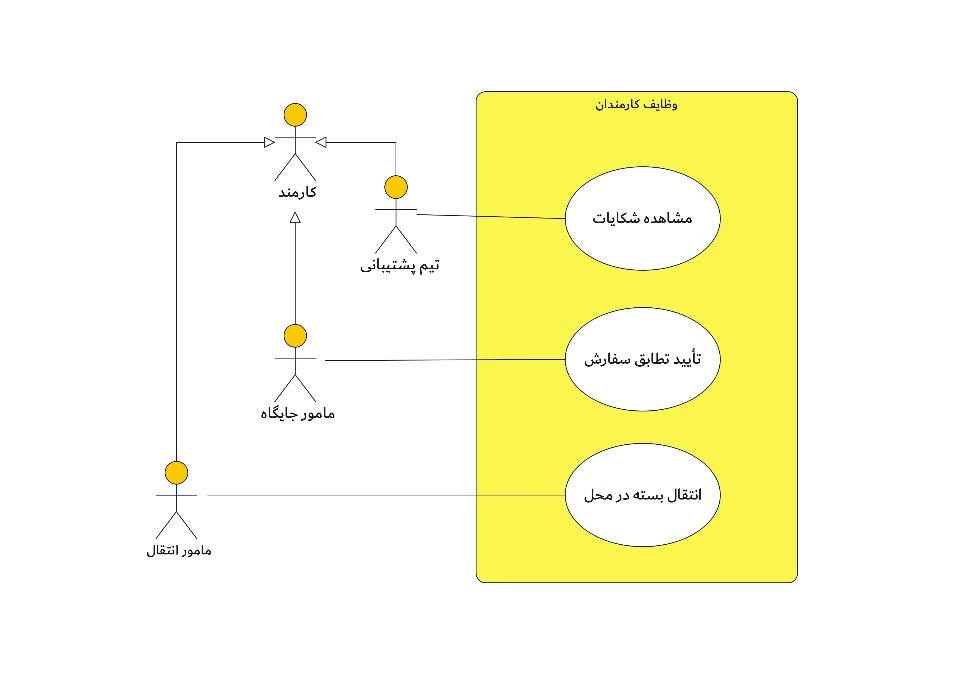 وظایف کارمندان
کارمند
تیم پشتیبانی
مشاهده شکایات
مامور جایگاه
تأیید تطابق سفارش
مامور انتقال
انتقال بسته در محل